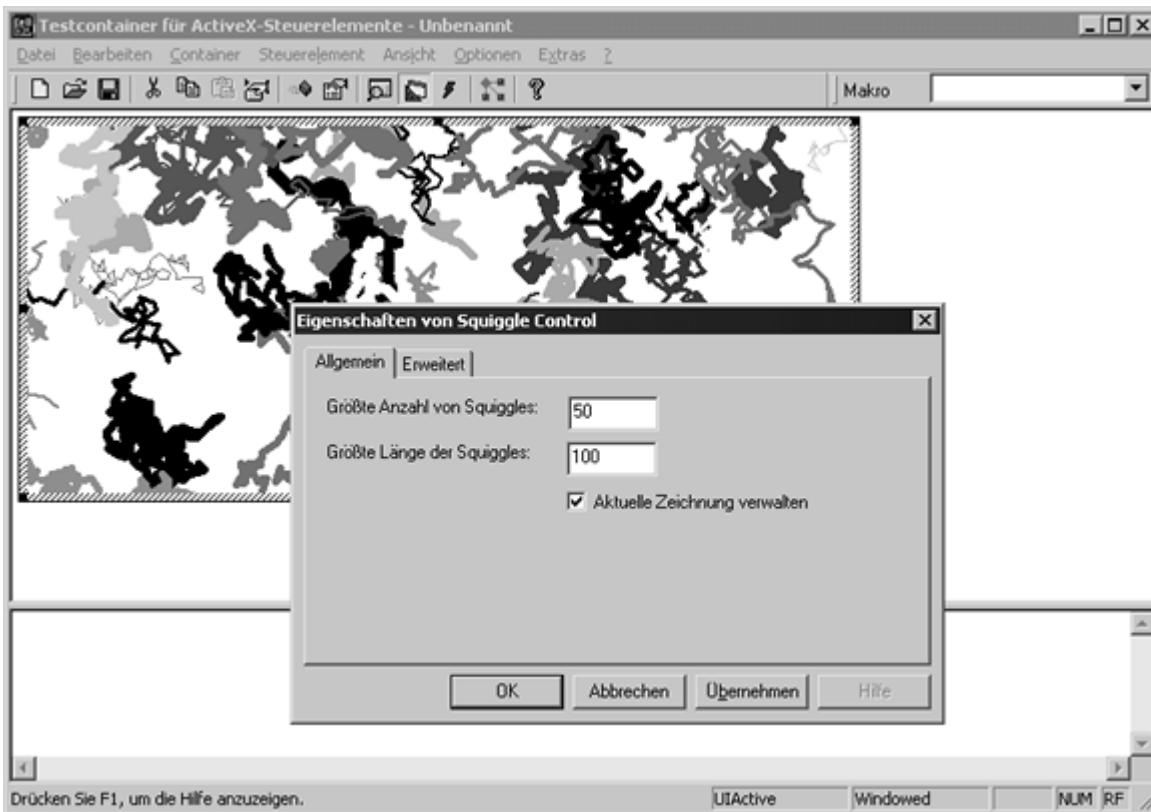 Testcontainer für ActiveX-Steuerelemente - Unbenannt
Datei Bearbeiten Container Steuerelement Ansicht Optionen Extras ?
Makro
Eigenschaften von Squiggle Control
Allgemein Erweitert
Größte Anzahl von Squiggles: 50
Größte Länge der Squiggles: 100
Aktuelle Zeichnung verwalten
OK Abbrechen Übernehmen Hilfe
Drücken Sie F1, um die Hilfe anzuzeigen. UIActive Windowed NUM RF